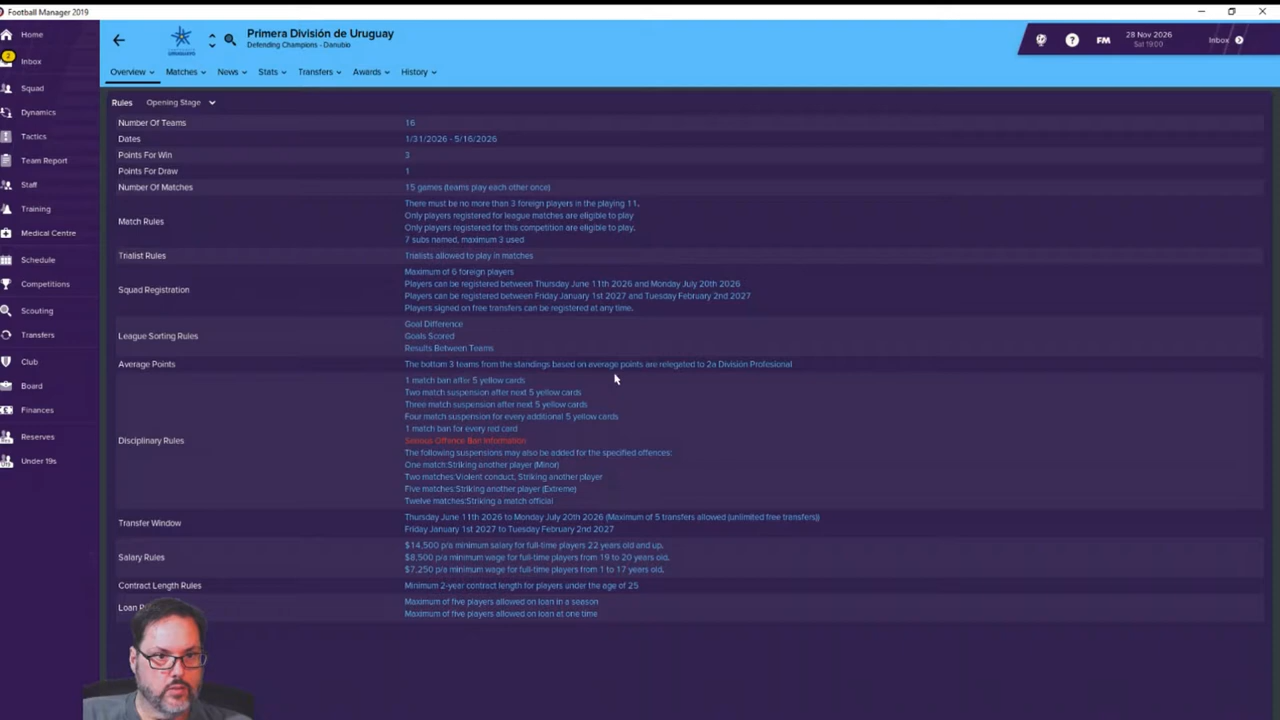 Football Manager 2019
Home
2
Inbox
Squad
Dynamics
Tactics
Team Report
Staff
Training
Medical Centre
Schedule
Competitions
Scouting
Transfers
Club
Board
Finances
Reserves
Under 19s
Primera División de Uruguay
Defending Champions - Danubio
28 Nov 2026
Sat 19:00
FM
Inbox
Overview Matches News Stats Transfers Awards History
Rules Opening Stage
Number Of Teams 16
Dates 1/31/2026 - 5/16/2026
Points For Win 3
Points For Draw 1
Number Of Matches 15 games (teams play each other once)
Match Rules
There must be no more than 3 foreign players in the playing 11.
Only players registered for league matches are eligible to play
Only players registered for this competition are eligible to play.
7 subs named, maximum 3 used
Trialist Rules Trialists allowed to play in matches
Squad Registration
Maximum of 6 foreign players
Players can be registered between Thursday June 11th 2026 and Monday July 20th 2026
Players can be registered between Friday January 1st 2027 and Tuesday February 2nd 2027
Players signed on free transfers can be registered at any time.
League Sorting Rules
Goal Difference
Goals Scored
Results Between Teams
Average Points The bottom 3 teams from the standings based on average points are relegated to 2a División Profesional
Disciplinary Rules
1 match ban after 5 yellow cards
Two match suspension after next 5 yellow cards
Three match suspension after next 5 yellow cards
Four match suspension for every additional 5 yellow cards
1 match ban for every red card
Serious Offence Ban Information
The following suspensions may also be added for the specified offences:
One match:Striking another player (Minor)
Two matches:Violent conduct, Striking another player
Five matches:Striking another player (Extreme)
Twelve matches:Striking a match official
Transfer Window
Thursday June 11th 2026 to Monday July 20th 2026 (Maximum of 5 transfers allowed (unlimited free transfers))
Friday January 1st 2027 to Tuesday February 2nd 2027
Salary Rules
$14,500 p/a minimum salary for full-time players 22 years old and up.
$8,500 p/a minimum wage for full-time players from 19 to 20 years old.
$7,250 p/a minimum wage for full-time players from 1 to 17 years old.
Contract Length Rules Minimum 2-year contract length for players under the age of 25
Loan
Maximum of five players allowed on loan in a season
Maximum of five players allowed on loan at one time